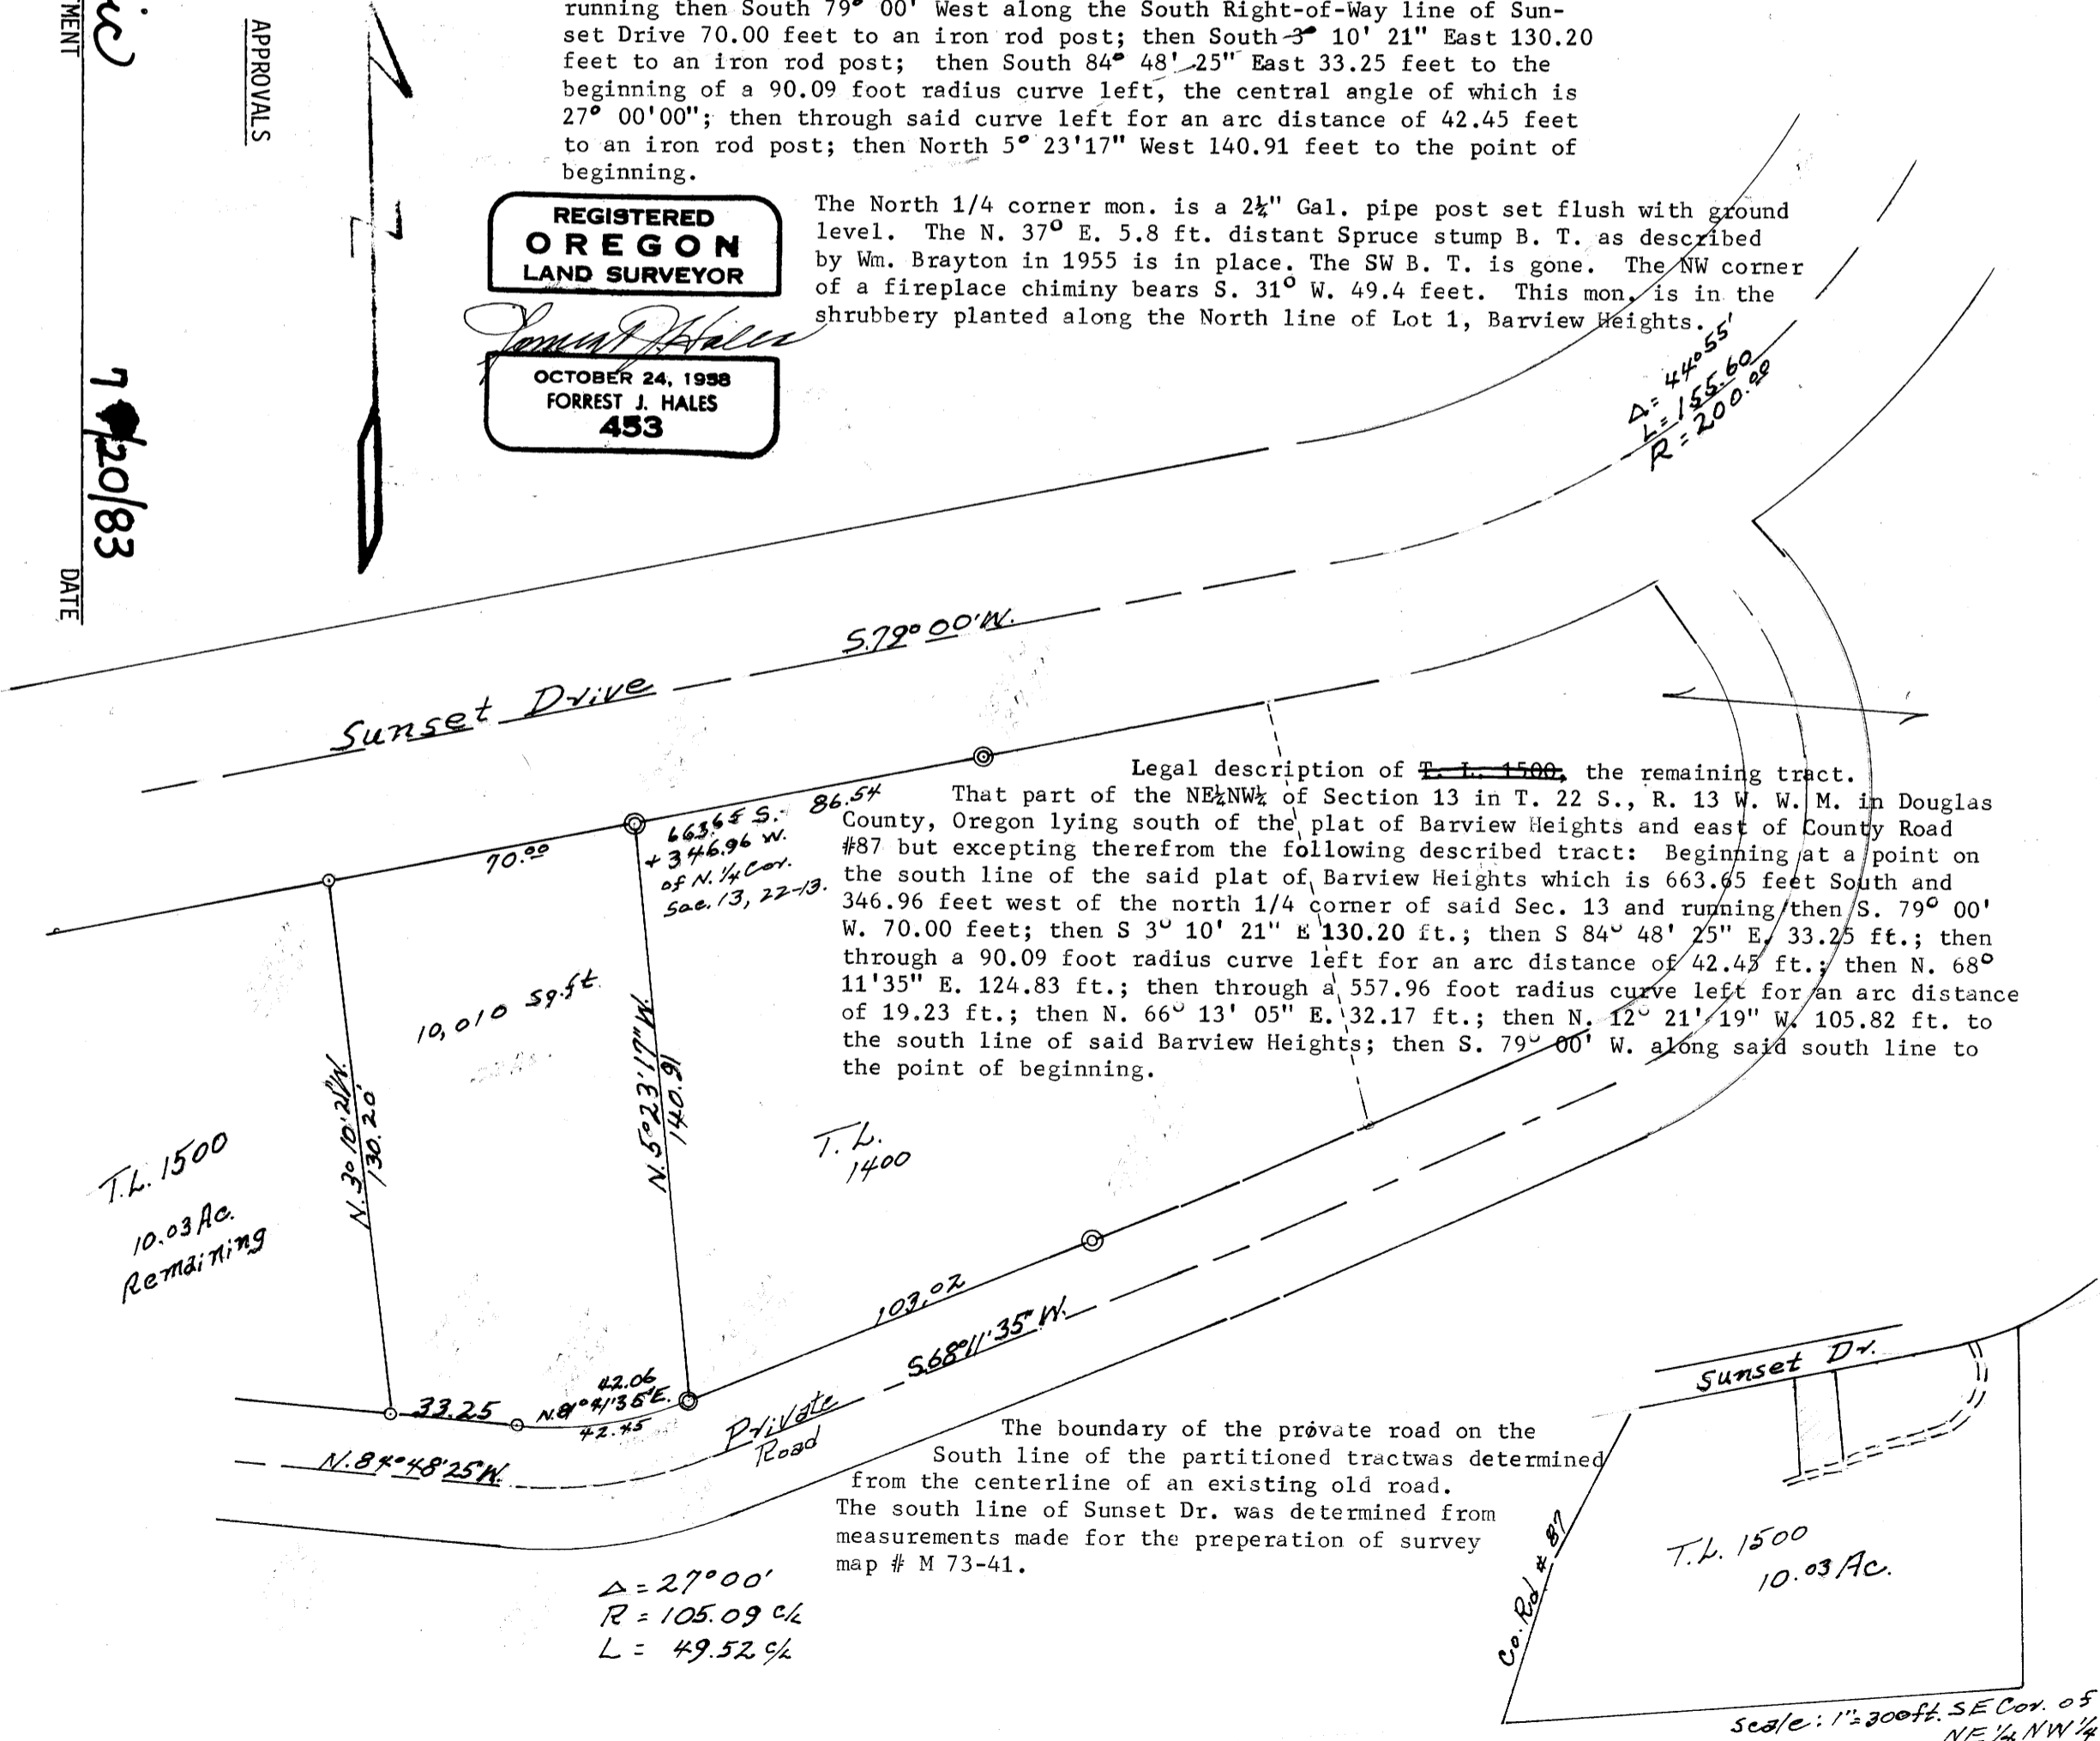 running then South 79° 00' West along the South Right-of-Way line of Sun-
set Drive 70.00 feet to an iron rod post; then South 3° 10' 21" East 130.20
feet to an iron rod post; then South 84° 48' 25" East 33.25 feet to the
beginning of a 90.09 foot radius curve left, the central angle of which is
27° 00'00"; then through said curve left for an arc distance of 42.45 feet
to an iron rod post; then North 5° 23'17" West 140.91 feet to the point of
beginning.
The North 1/4 corner mon. is a 2½" Gal. pipe post set flush with ground
level. The N. 37° E. 5.8 ft. distant Spruce stump B. T. as described
by Wm. Brayton in 1955 is in place. The SW B. T. is gone. The NW corner
of a fireplace chiminy bears S. 31° W. 49.4 feet. This mon. is in the
shrubbery planted along the North line of Lot 1, Barview Heights.
REGISTERED
OREGON
LAND SURVEYOR
Forrest J. Hales
OCTOBER 24, 1958
FORREST J. HALES
453
APPROVALS
MENT
7/20/83
DATE
Δ= 44°55'
L= 155.60
R= 200.00
S.79°00'W.
Sunset Drive
86.54
663.65 S.
+ 346.96 W.
of N. 1/4 Cor.
Sec. 13, 22-13.
70.00
Legal description of T. L. 1500, the remaining tract.
That part of the NE¼NW¼ of Section 13 in T. 22 S., R. 13 W. W. M. in Douglas
County, Oregon lying south of the plat of Barview Heights and east of County Road
#87 but excepting therefrom the following described tract: Beginning at a point on
the south line of the said plat of Barview Heights which is 663.65 feet South and
346.96 feet west of the north 1/4 corner of said Sec. 13 and running then S. 79° 00'
W. 70.00 feet; then S 3° 10' 21" E 130.20 ft.; then S 84° 48' 25" E. 33.25 ft.; then
through a 90.09 foot radius curve left for an arc distance of 42.45 ft.; then N. 68°
11'35" E. 124.83 ft.; then through a 557.96 foot radius curve left for an arc distance
of 19.23 ft.; then N. 66° 13' 05" E. 32.17 ft.; then N. 12° 21' 19" W. 105.82 ft. to
the south line of said Barview Heights; then S. 79° 00' W. along said south line to
the point of beginning.
10,010 sq.ft.
N. 3° 10' 21" W.
130.20'
N. 5° 23' 17" W.
140.91
T.L. 1500
10.03 Ac.
Remaining
T.L.
1400
103.02
S.68°11'35"W.
33.25
42.06
N.81°41'35"E.
42.45
Private
Road
N.84°48'25"W.
The boundary of the provate road on the
South line of the partitioned tractwas determined
from the centerline of an existing old road.
The south line of Sunset Dr. was determined from
measurements made for the preperation of survey
map # M 73-41.
Δ = 27°00'
R = 105.09 c/L
L = 49.52 c/L
Sunset Dr.
Co. Rd. # 87
T.L. 1500
10.03 Ac.
Scale: 1"=300ft. SE Cor. of
NE 1/4 NW 1/4